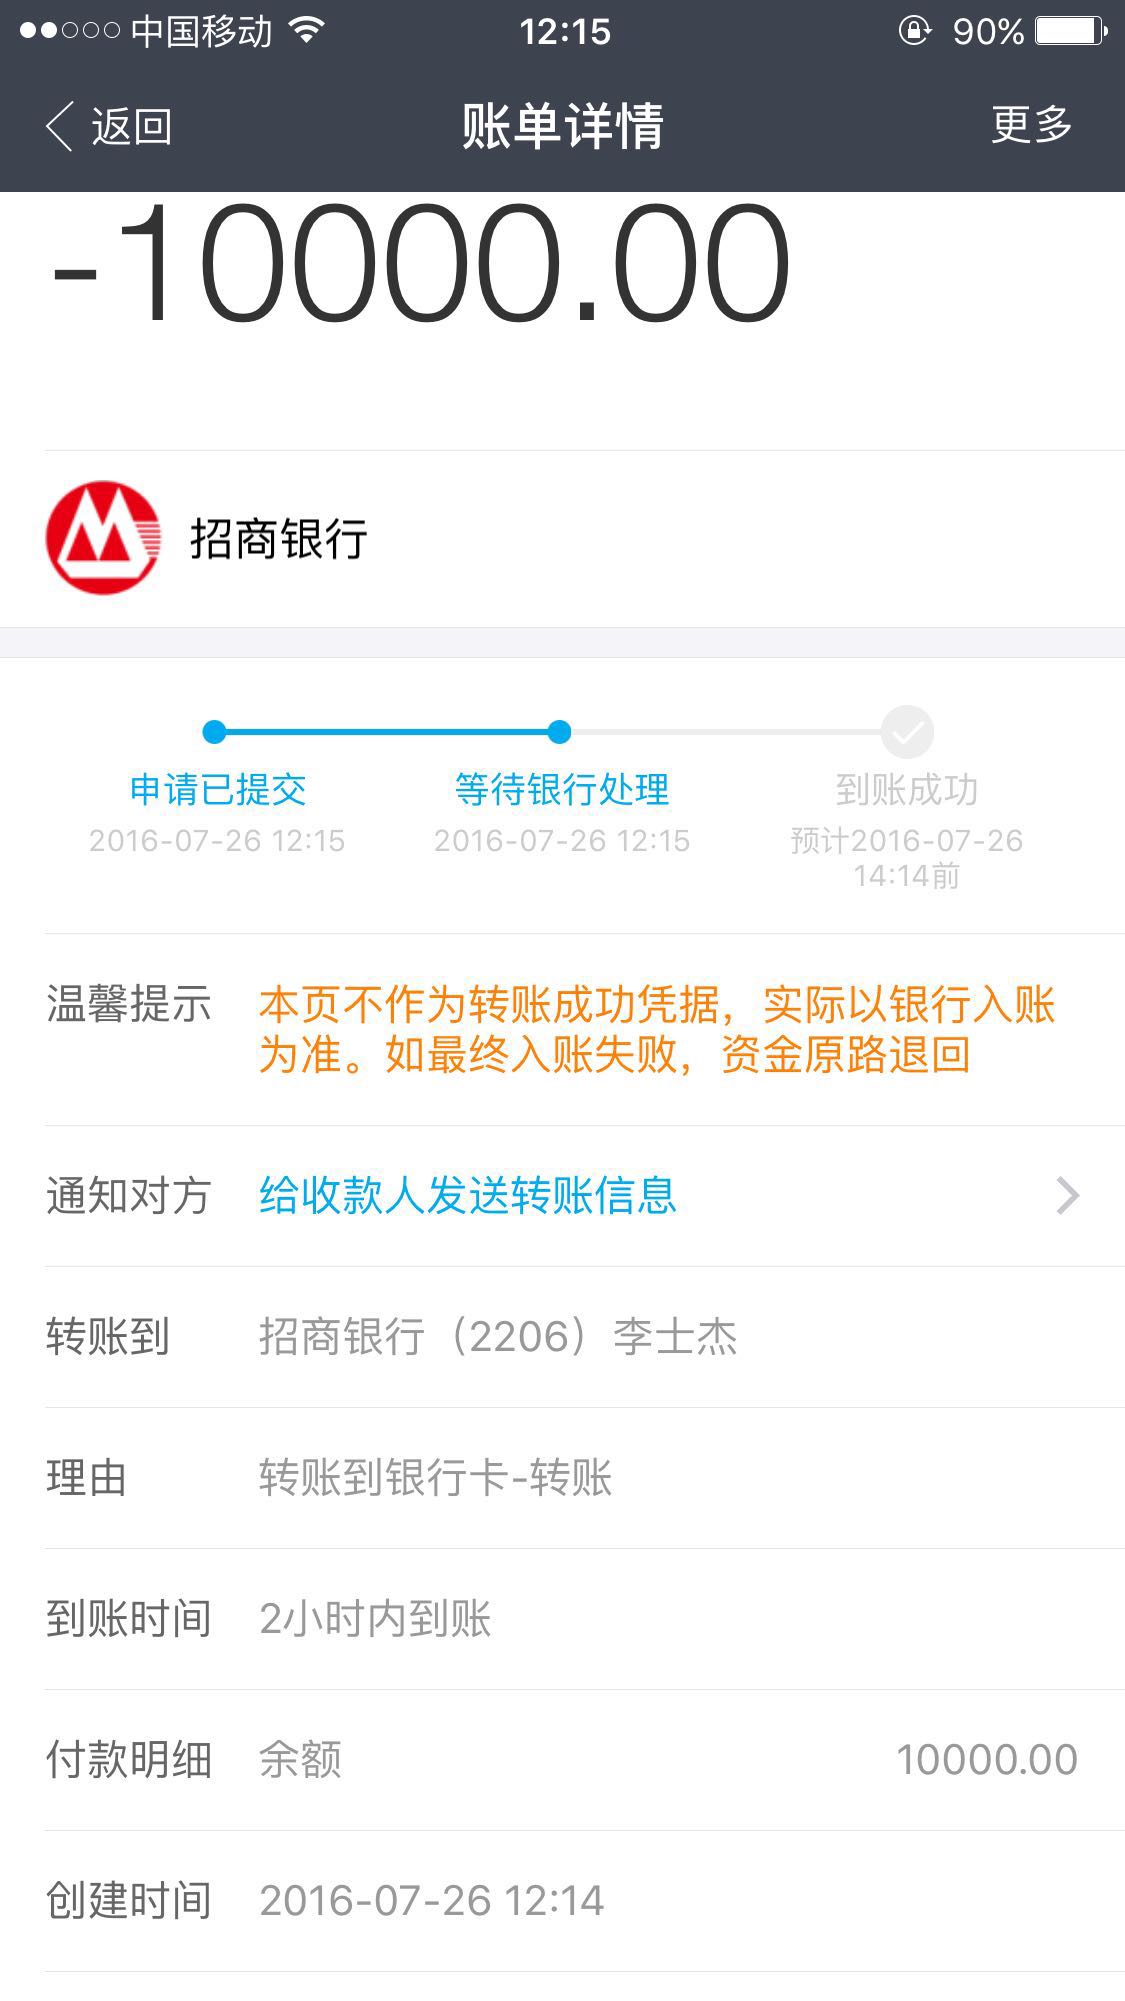 中国移动 12:15 90%
返回 账单详情 更多
-10000.00
招商银行
申请已提交 等待银行处理 到账成功
2016-07-26 12:15 2016-07-26 12:15 预计2016-07-26
14:14前
温馨提示 本页不作为转账成功凭据，实际以银行入账
为准。如最终入账失败，资金原路退回
通知对方 给收款人发送转账信息
转账到 招商银行（2206）李士杰
理由 转账到银行卡-转账
到账时间 2小时内到账
付款明细 余额 10000.00
创建时间 2016-07-26 12:14